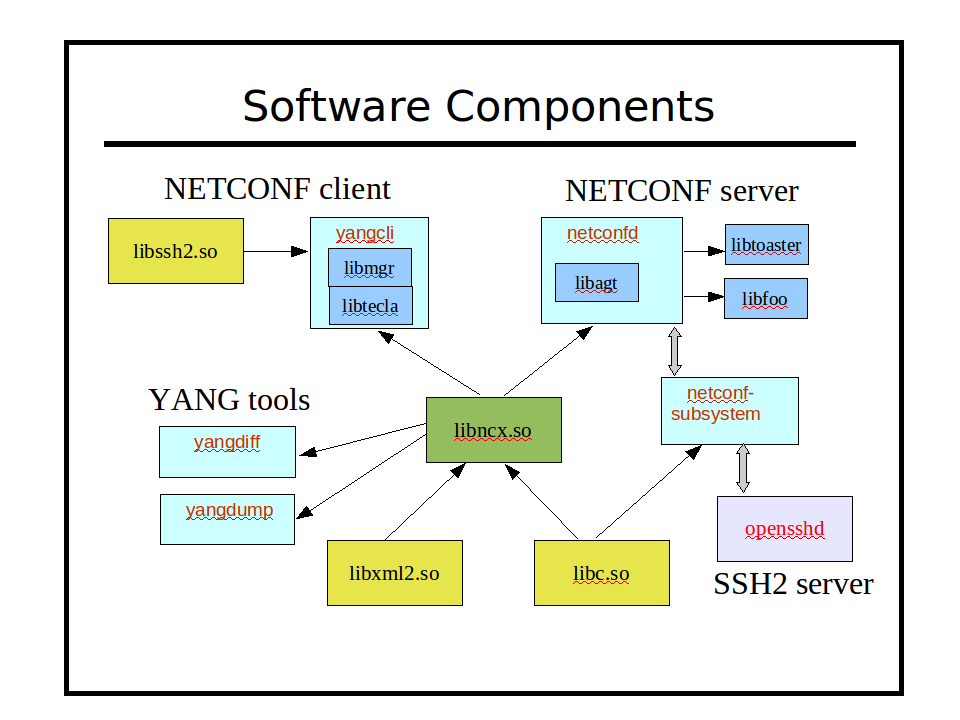 Software Components
NETCONF client
NETCONF server
libssh2.so
yangcli
libmgr
libtecla
netconfd
libagt
libtoaster
libfoo
netconf-
subsystem
YANG tools
yangdiff
yangdump
libncx.so
libxml2.so
libc.so
opensshd
SSH2 server